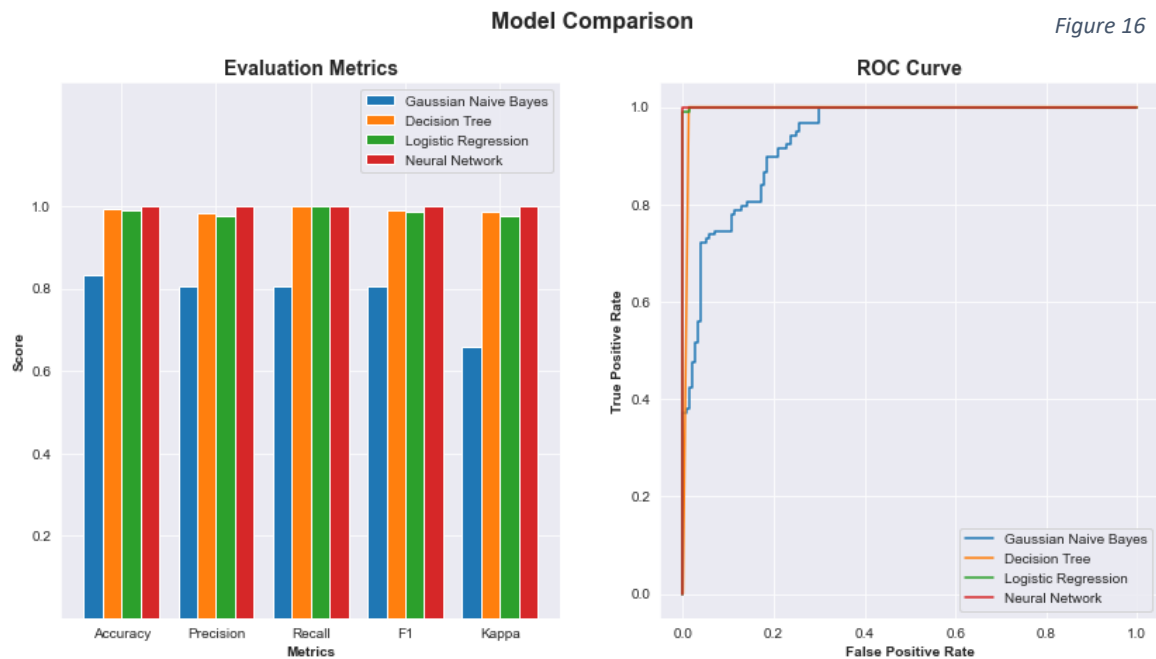 Model Comparison
Figure 16
Evaluation Metrics
Gaussian Naive Bayes
Decision Tree
Logistic Regression
Neural Network
1.0
0.8
0.6
0.4
0.2
Score
Accuracy Precision Recall F1 Kappa
Metrics
ROC Curve
1.0
0.8
0.6
0.4
0.2
0.0
True Positive Rate
Gaussian Naive Bayes
Decision Tree
Logistic Regression
Neural Network
0.0 0.2 0.4 0.6 0.8 1.0
False Positive Rate